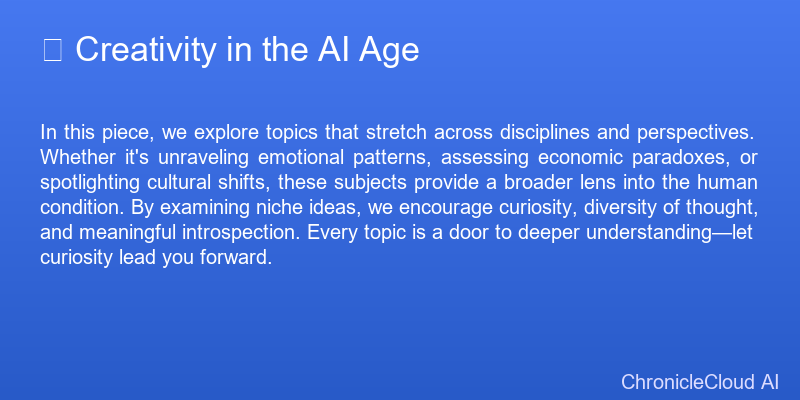 Creativity in the AI Age
In this piece, we explore topics that stretch across disciplines and perspectives.
Whether it's unraveling emotional patterns, assessing economic paradoxes, or
spotlighting cultural shifts, these subjects provide a broader lens into the human
condition. By examining niche ideas, we encourage curiosity, diversity of thought,
and meaningful introspection. Every topic is a door to deeper understanding—let
curiosity lead you forward.
ChronicleCloud AI